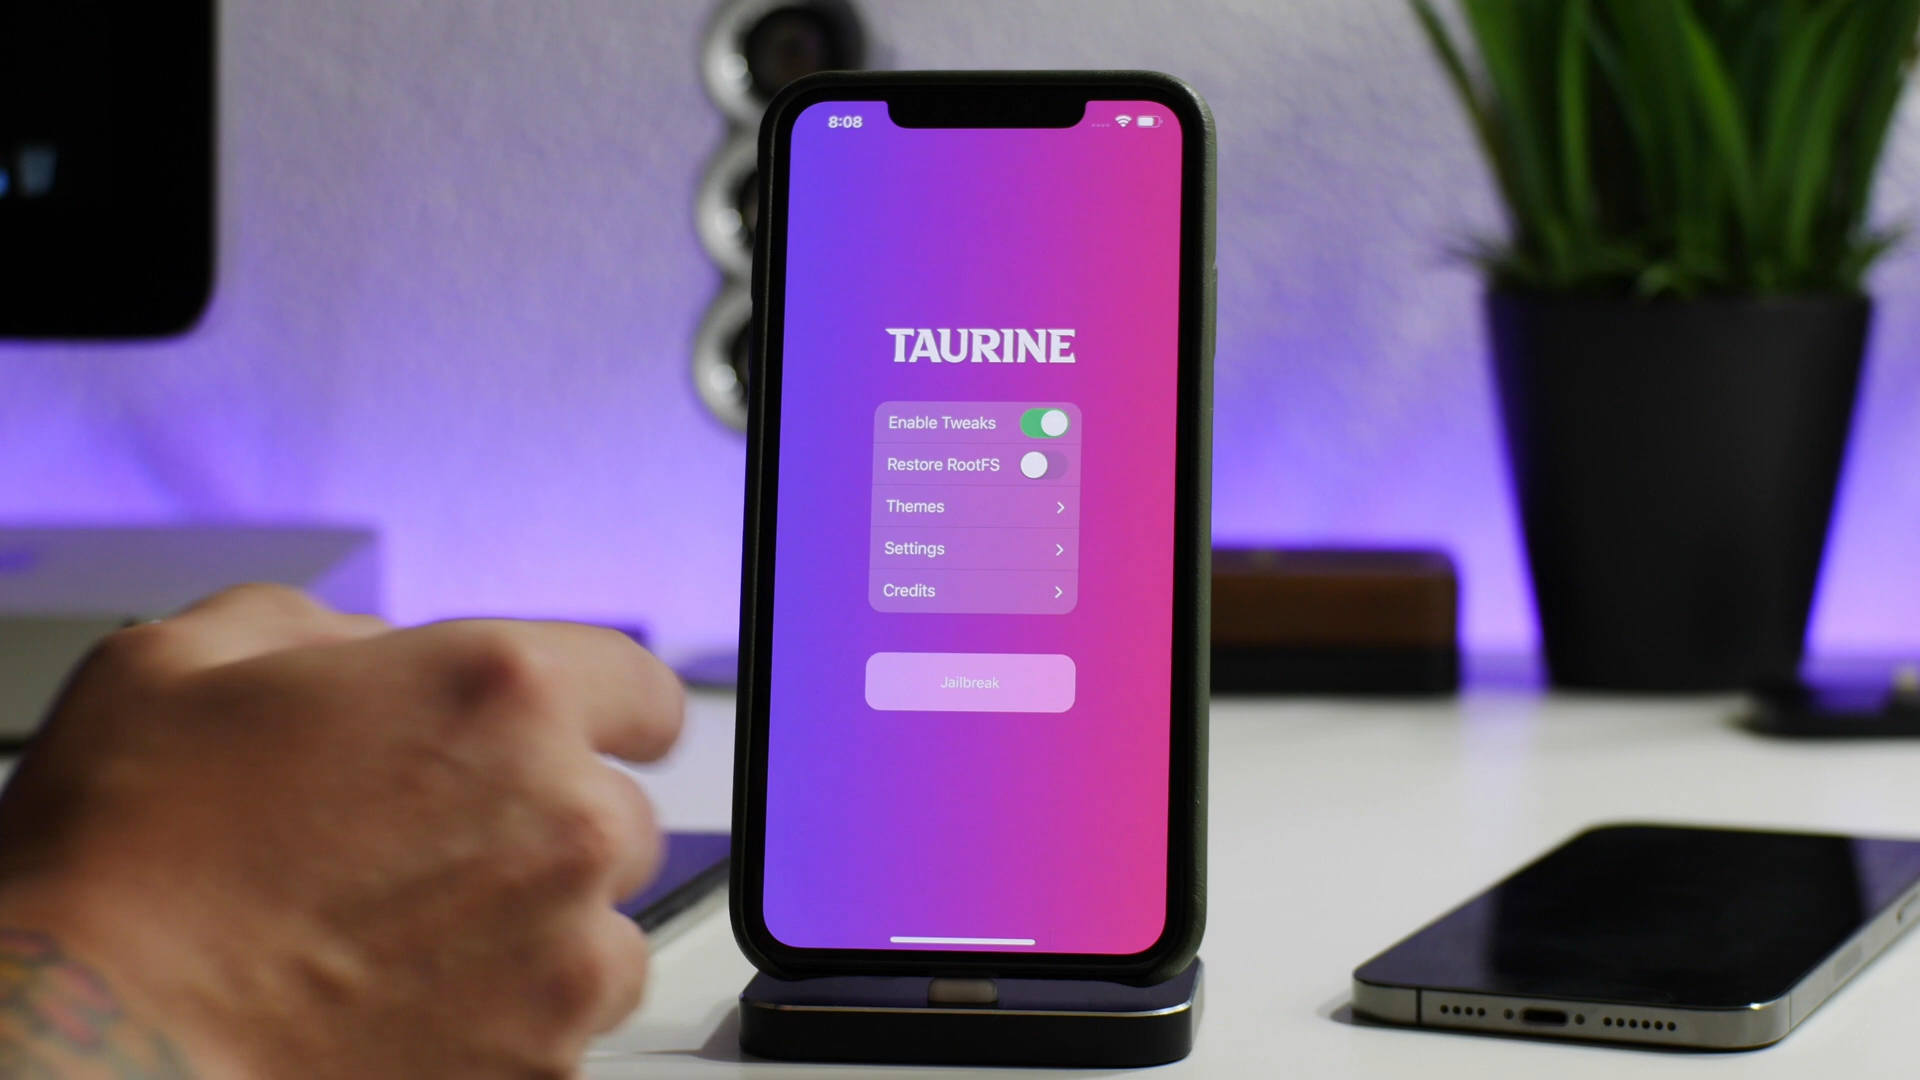 8:08
TAURINE
Enable Tweaks
Restore RootFS
Themes
Settings
Credits
Jailbreak